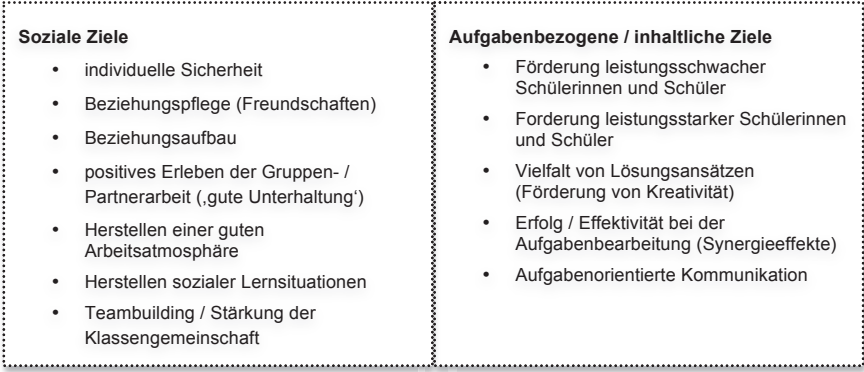 Soziale Ziele
• individuelle Sicherheit
• Beziehungspflege (Freundschaften)
• Beziehungsaufbau
• positives Erleben der Gruppen- /
Partnerarbeit (‚gute Unterhaltung‘)
• Herstellen einer guten
Arbeitsatmosphäre
• Herstellen sozialer Lernsituationen
• Teambuilding / Stärkung der
Klassengemeinschaft
Aufgabenbezogene / inhaltliche Ziele
• Förderung leistungsschwacher
Schülerinnen und Schüler
• Forderung leistungsstarker Schülerinnen
und Schüler
• Vielfalt von Lösungsansätzen
(Förderung von Kreativität)
• Erfolg / Effektivität bei der
Aufgabenbearbeitung (Synergieeffekte)
• Aufgabenorientierte Kommunikation